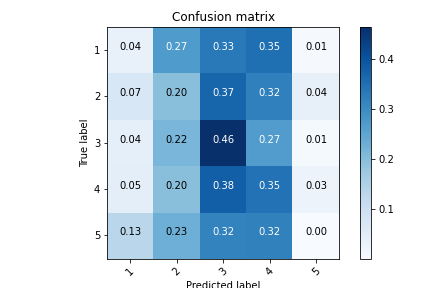 Confusion matrix
1 0.04 0.27 0.33 0.35 0.01
2 0.07 0.20 0.37 0.32 0.04
3 0.04 0.22 0.46 0.27 0.01
4 0.05 0.20 0.38 0.35 0.03
5 0.13 0.23 0.32 0.32 0.00
1 2 3 4 5
True label
Predicted label
0.4
0.3
0.2
0.1